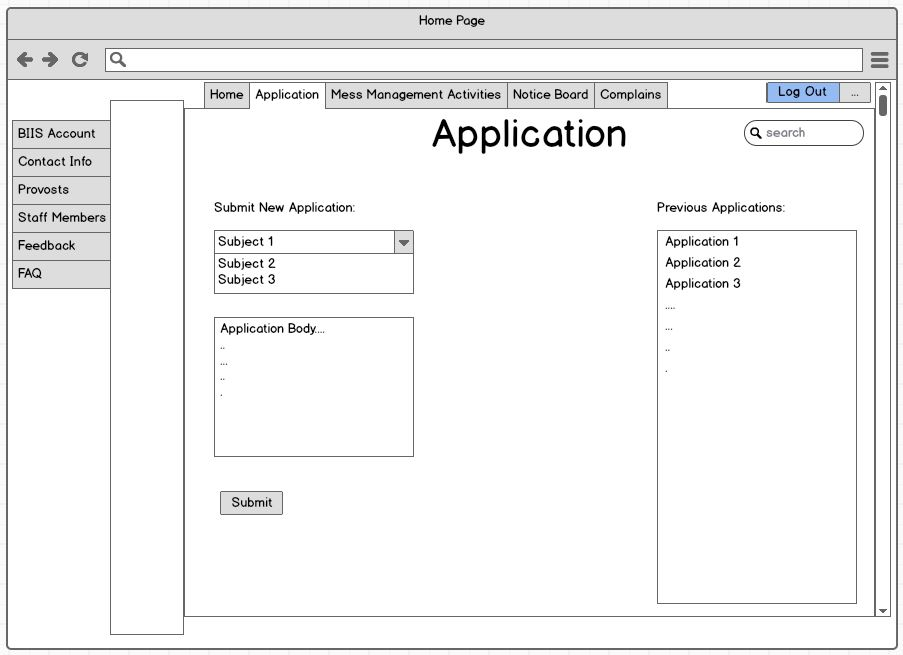 Home Page
Home
Application
Mess Management Activities
Notice Board
Complains
Log Out
...
BIIS Account
Contact Info
Provosts
Staff Members
Feedback
FAQ
Application
search
Submit New Application:
Subject 1
Subject 2
Subject 3
Application Body....
..
...
..
.
Submit
Previous Applications:
Application 1
Application 2
Application 3
....
...
..
.